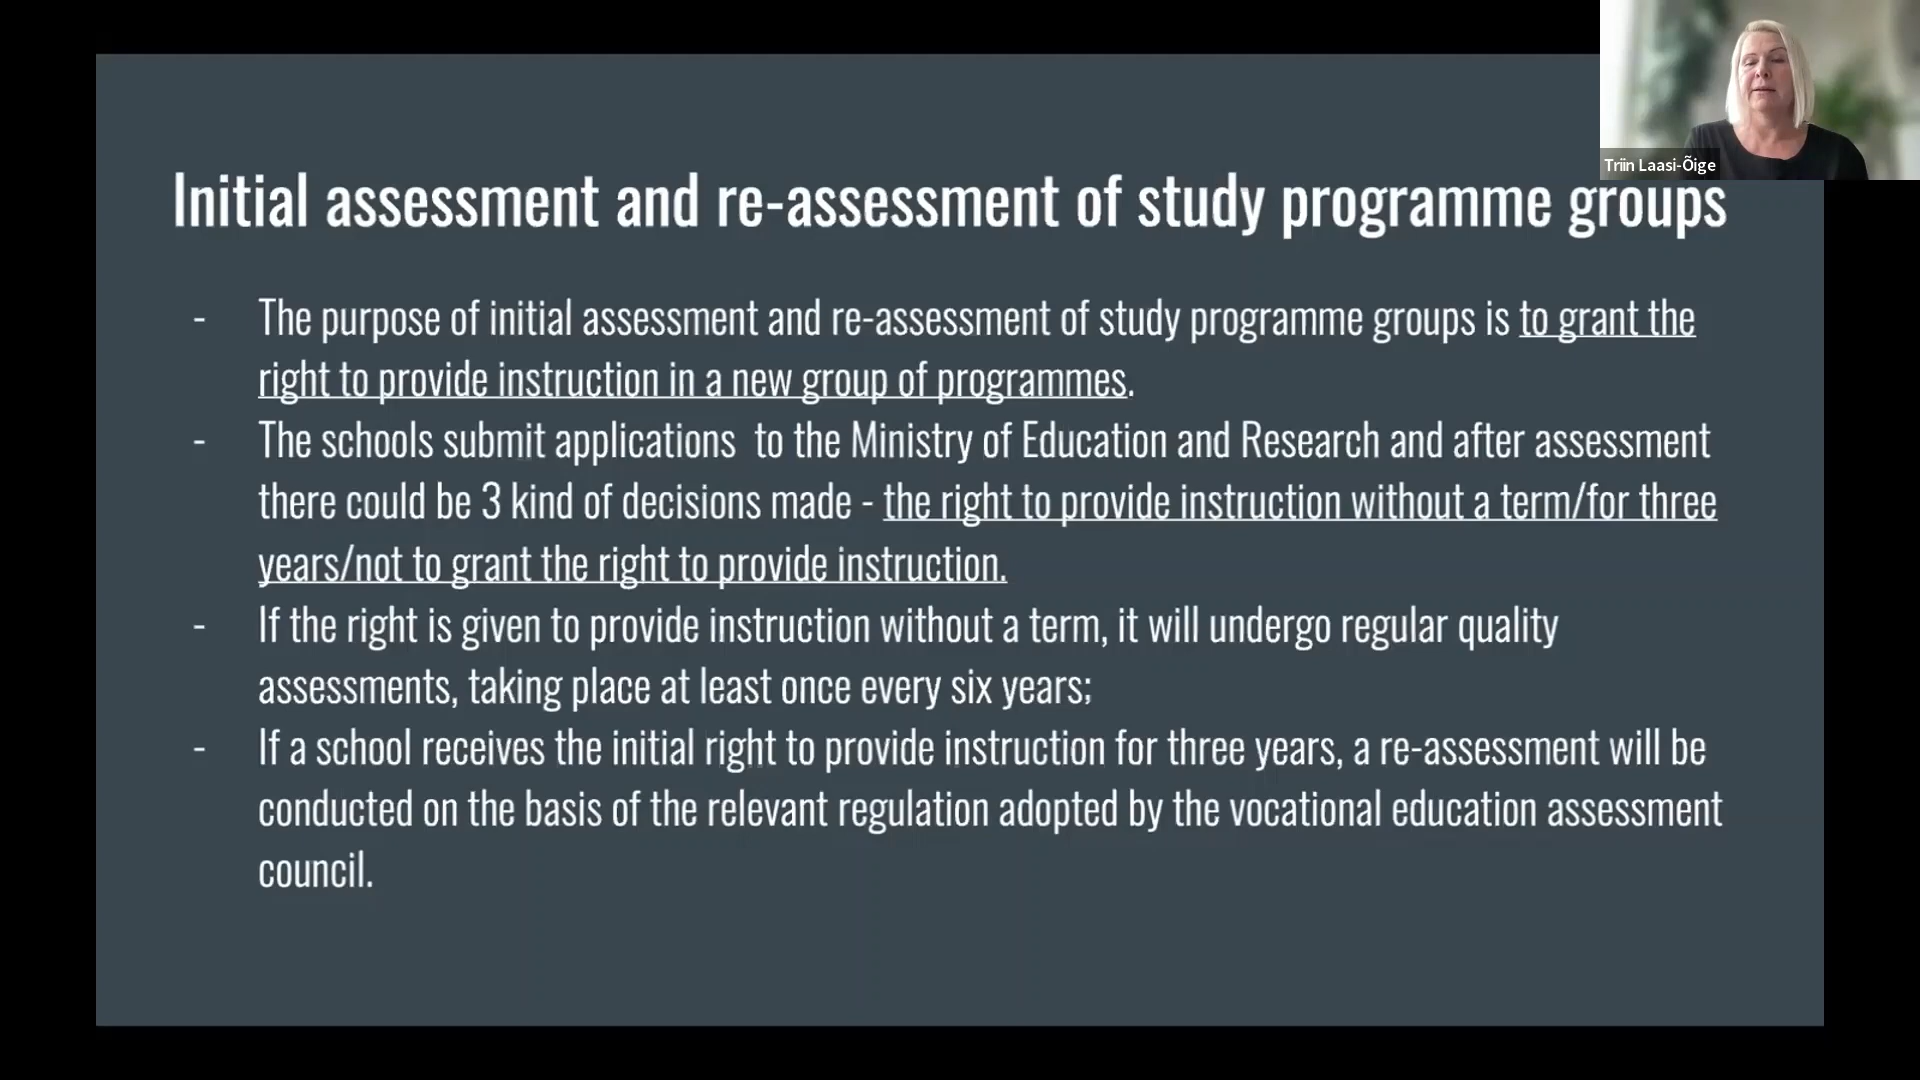 Triin Laasi-Õige
Initial assessment and re-assessment of study programme groups
- The purpose of initial assessment and re-assessment of study programme groups is to grant the
right to provide instruction in a new group of programmes.
- The schools submit applications  to the Ministry of Education and Research and after assessment
there could be 3 kind of decisions made - the right to provide instruction without a term/for three
years/not to grant the right to provide instruction.
- If the right is given to provide instruction without a term, it will undergo regular quality
assessments, taking place at least once every six years;
- If a school receives the initial right to provide instruction for three years, a re-assessment will be
conducted on the basis of the relevant regulation adopted by the vocational education assessment
council.